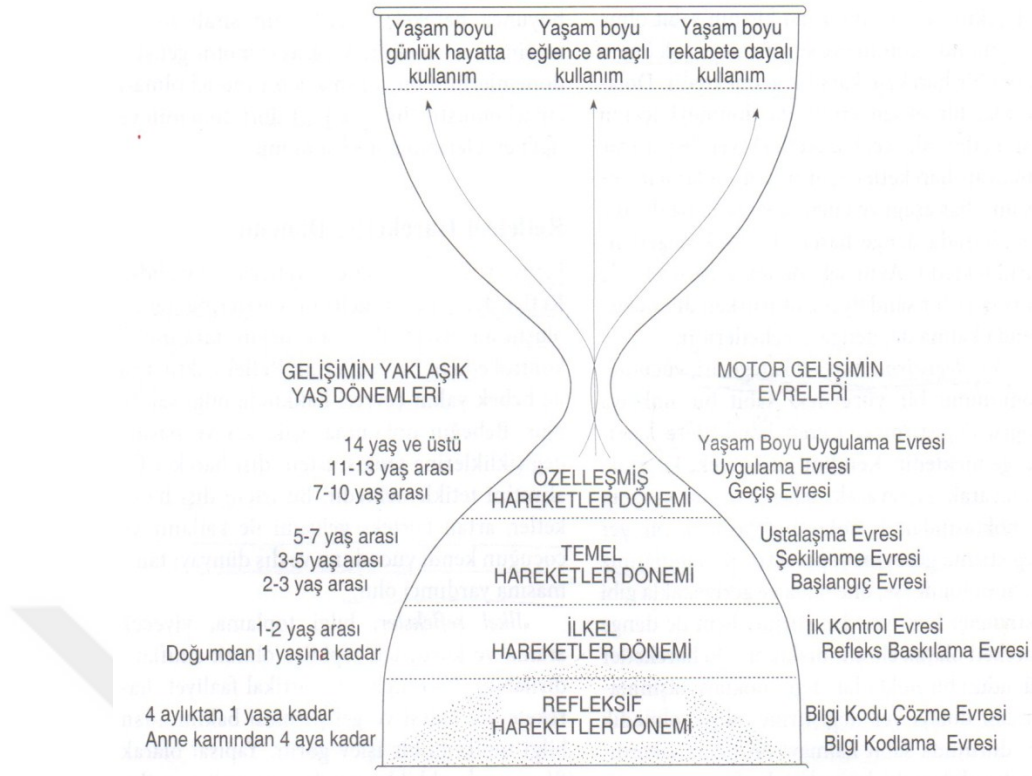 Yaşam boyu
günlük hayatta
kullanım
Yaşam boyu
eğlence amaçlı
kullanım
Yaşam boyu
rekabete dayalı
kullanım
GELİŞİMİN YAKLAŞIK
YAŞ DÖNEMLERİ
MOTOR GELİŞİMİN
EVRELERİ
14 yaş ve üstü
11-13 yaş arası
7-10 yaş arası
ÖZELLEŞMİŞ
HAREKETLER DÖNEMİ
Yaşam Boyu Uygulama Evresi
Uygulama Evresi
Geçiş Evresi
5-7 yaş arası
3-5 yaş arası
2-3 yaş arası
TEMEL
HAREKETLER DÖNEMİ
Ustalaşma Evresi
Şekillenme Evresi
Başlangıç Evresi
1-2 yaş arası
Doğumdan 1 yaşına kadar
İLKEL
HAREKETLER DÖNEMİ
İlk Kontrol Evresi
Refleks Baskılama Evresi
4 aylıktan 1 yaşa kadar
Anne karnından 4 aya kadar
REFLEKSİF
HAREKETLER DÖNEMİ
Bilgi Kodu Çözme Evresi
Bilgi Kodlama Evresi